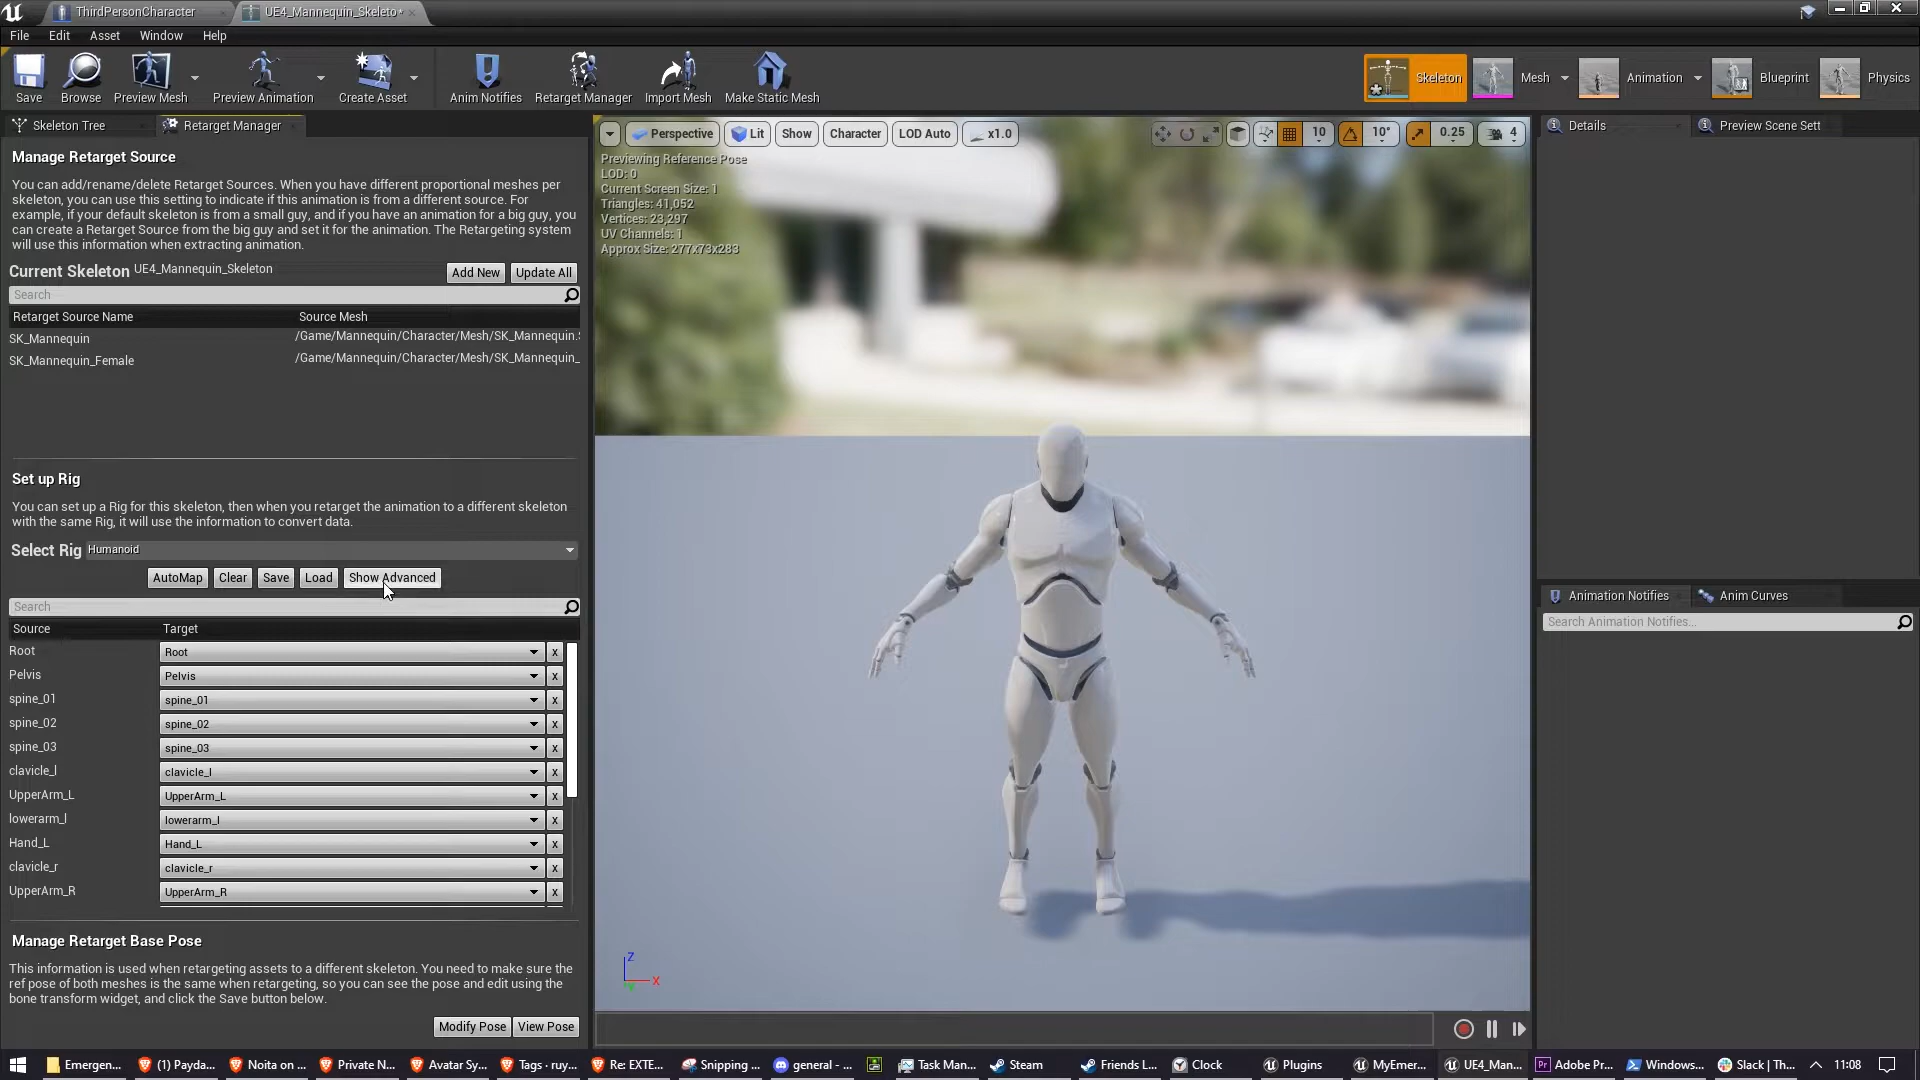 ThirdPersonCharacter
UE4_Mannequin_Skeleto*
File Edit Asset Window Help
Save Browse Preview Mesh Preview Animation Create Asset Anim Notifies Retarget Manager Import Mesh Make Static Mesh
Skeleton Mesh Animation Blueprint Physics
Skeleton Tree Retarget Manager
Manage Retarget Source
You can add/rename/delete Retarget Sources. When you have different proportional meshes per
skeleton, you can use this setting to indicate if this animation is from a different source. For
example, if your default skeleton is from a small guy, and if you have an animation for a big guy, you
can create a Retarget Source from the big guy and set it for the animation. The Retargeting system
will use this information when extracting animation.
Current Skeleton UE4_Mannequin_Skeleton Add New Update All
Search
Retarget Source Name Source Mesh
SK_Mannequin /Game/Mannequin/Character/Mesh/SK_Mannequin.
SK_Mannequin_Female /Game/Mannequin/Character/Mesh/SK_Mannequin_
Set up Rig
You can set up a Rig for this skeleton, then when you retarget the animation to a different skeleton
with the same Rig, it will use the information to convert data.
Select Rig Humanoid
AutoMap Clear Save Load Show Advanced
Search
Source Target
Root Root x
Pelvis Pelvis x
spine_01 spine_01 x
spine_02 spine_02 x
spine_03 spine_03 x
clavicle_l clavicle_l x
UpperArm_L UpperArm_L x
lowerarm_l lowerarm_l x
Hand_L Hand_L x
clavicle_r clavicle_r x
UpperArm_R UpperArm_R x
Manage Retarget Base Pose
This information is used when retargeting assets to a different skeleton. You need to make sure the
ref pose of both meshes is the same when retargeting, so you can see the pose and edit using the
bone transform widget, and click the Save button below.
Modify Pose View Pose
Perspective Lit Show Character LOD Auto x1.0 10 10° 0.25 4
Previewing Reference Pose
LOD: 0
Current Screen Size: 1
Triangles: 41,052
Vertices: 23,297
UV Channels: 1
Approx Size: 277x73x283
Z
X
Details Preview Scene Sett
Animation Notifies Anim Curves
Search Animation Notifies...
Emergen... (1) Payda... Noita on ... Private N... Avatar Sy... Tags · ruy... Re: EXTE... Snipping ... general - ... Task Man... Steam Friends L... Clock Plugins MyEmer... UE4_Man... Adobe Pr... Windows... Slack | Th... 11:08